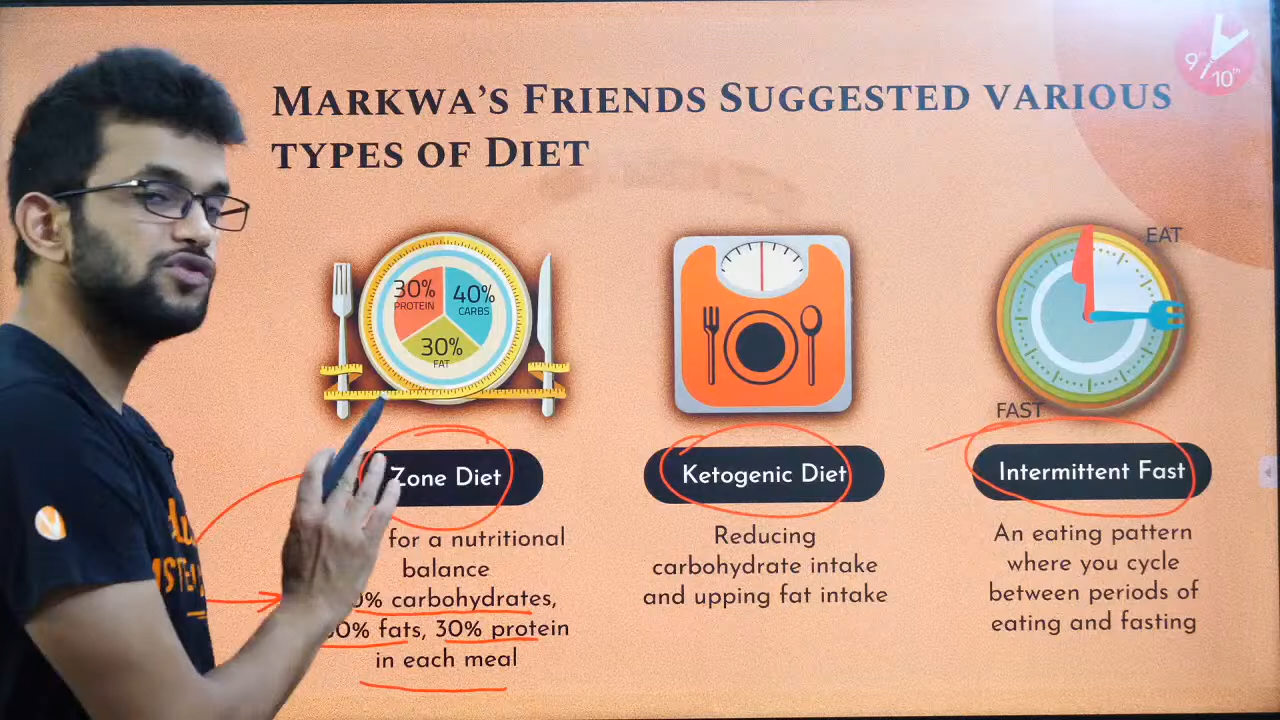 MARKWA'S FRIENDS SUGGESTED VARIOUS
TYPES OF DIET
9th
10th
30%
PROTEIN
40%
CARBS
30%
FAT
EAT
FAST
Zone Diet
for a nutritional
balance
0% carbohydrates,
0% fats, 30% protein
in each meal
Ketogenic Diet
Reducing
carbohydrate intake
and upping fat intake
Intermittent Fast
An eating pattern
where you cycle
between periods of
eating and fasting